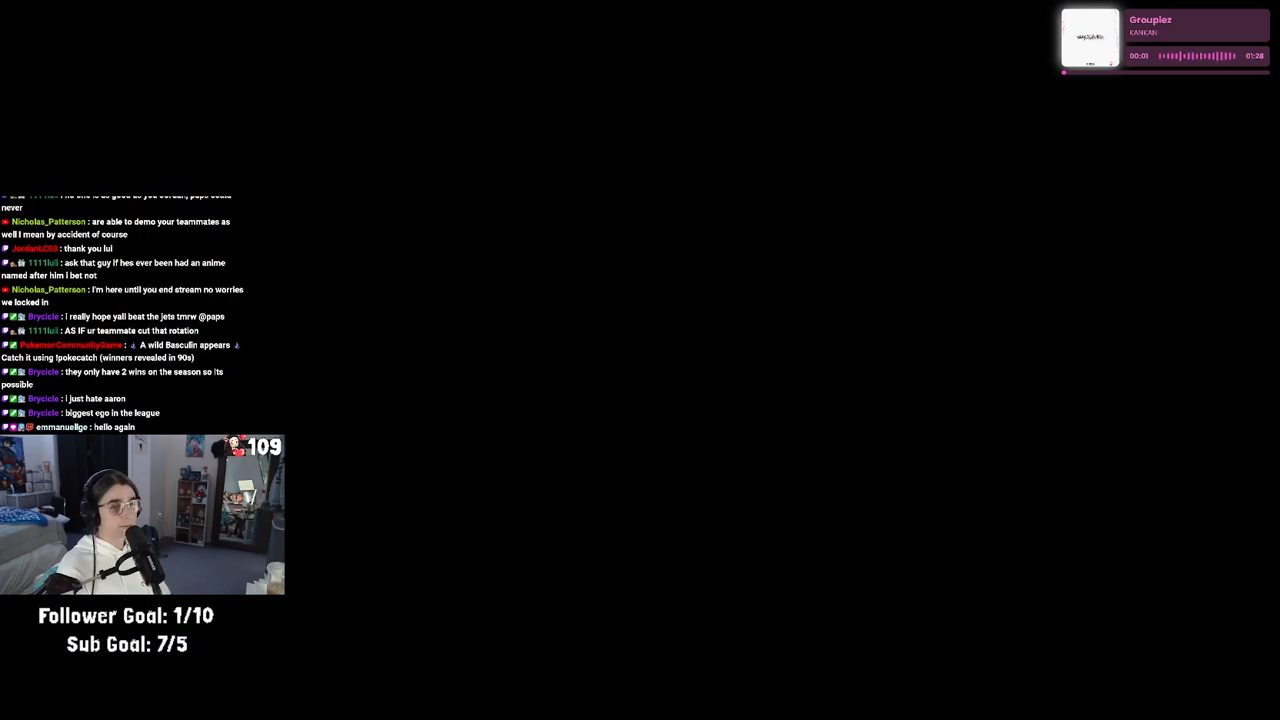 Groupiez
KANKAN
00:01 01:28
never
Nicholas_Patterson : are able to demo your teammates as
well I mean by accident of course
JordanLC03 : thank you lui
1111luii : ask that guy if hes ever been had an anime
named after him i bet not
Nicholas_Patterson : I'm here until you end stream no worries
we locked in
Brycicle : i really hope yall beat the jets tmrw @paps
1111luii : AS IF ur teammate cut that rotation
PokemonCommunityGame : A wild Basculin appears
Catch it using !pokecatch (winners revealed in 90s)
Brycicle : they only have 2 wins on the season so its
possible
Brycicle : i just hate aaron
Brycicle : biggest ego in the league
emmanuellge : hello again
109
Follower Goal: 1/10
Sub Goal: 7/5